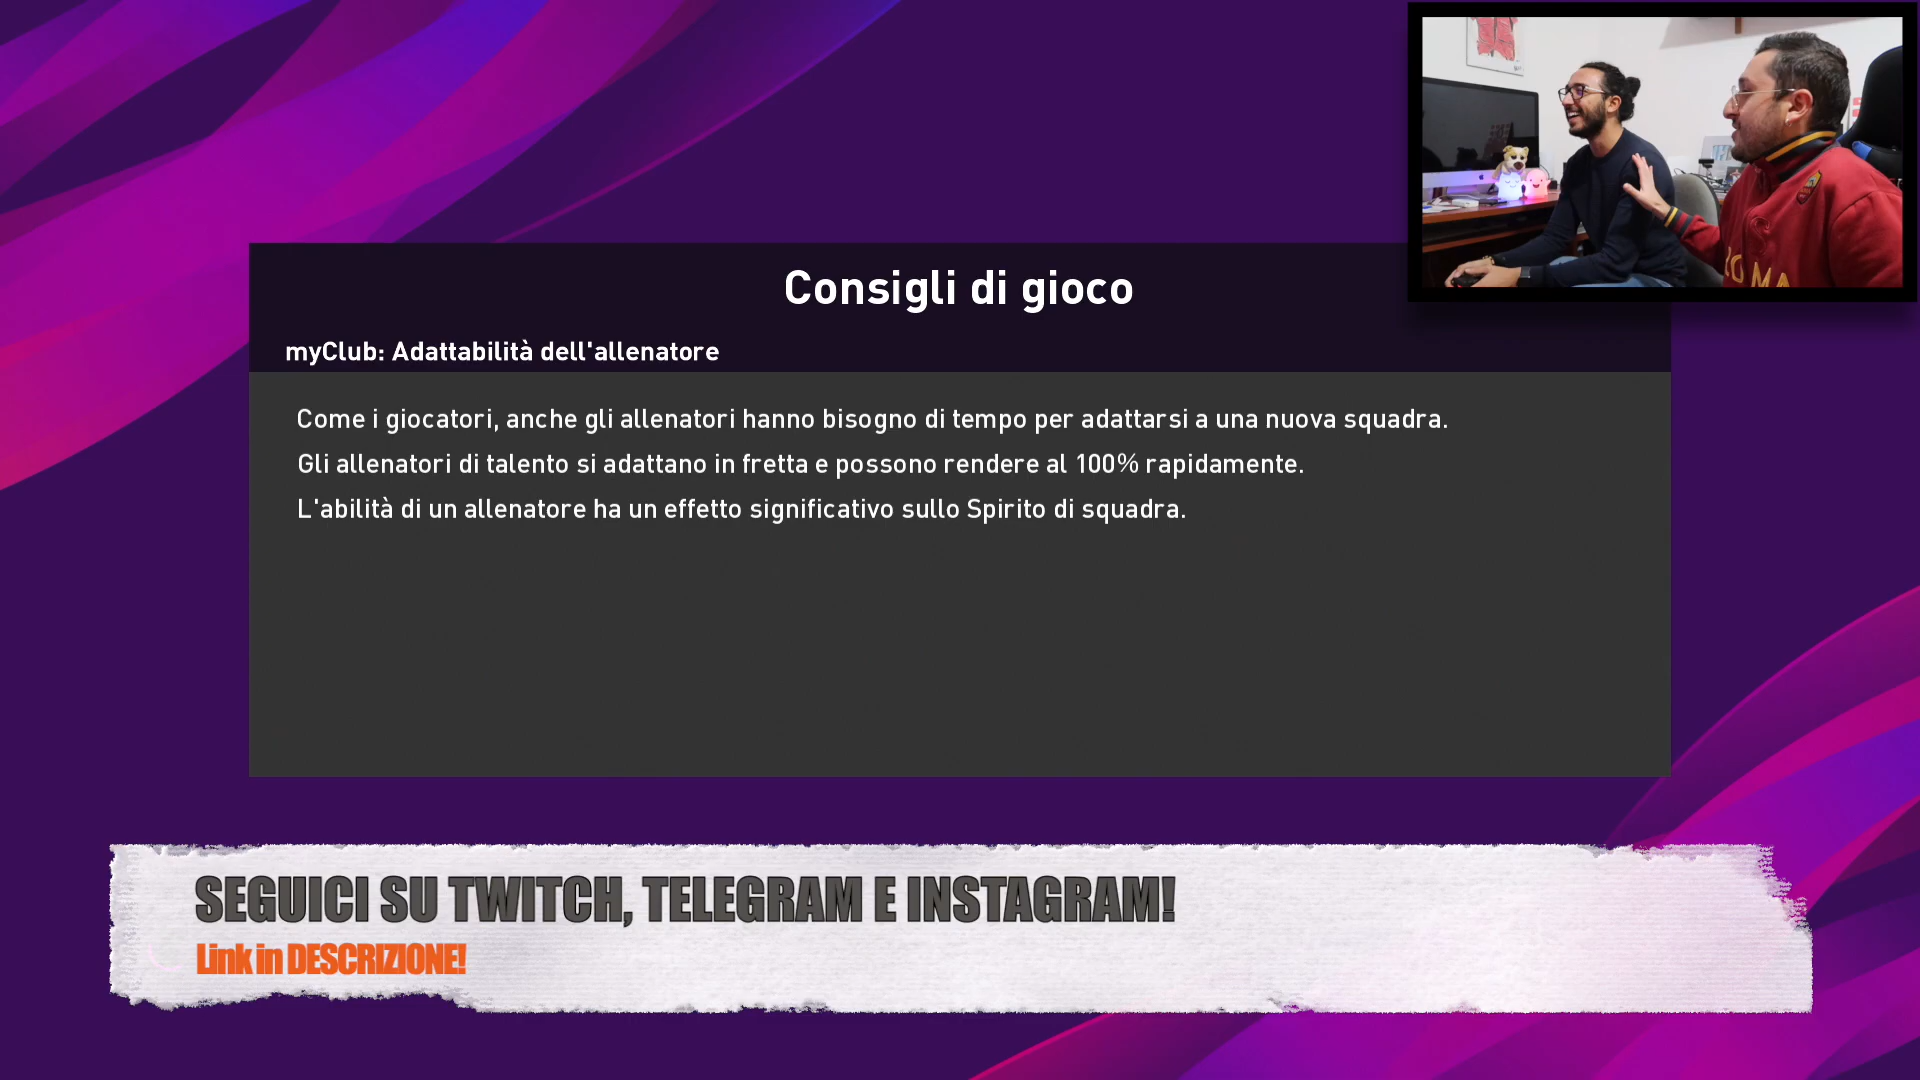 Consigli di gioco
myClub: Adattabilità dell'allenatore
Come i giocatori, anche gli allenatori hanno bisogno di tempo per adattarsi a una nuova squadra.
Gli allenatori di talento si adattano in fretta e possono rendere al 100% rapidamente.
L'abilità di un allenatore ha un effetto significativo sullo Spirito di squadra.
ROMA
SEGUICI SU TWITCH, TELEGRAM E INSTAGRAM!
Link in DESCRIZIONE!